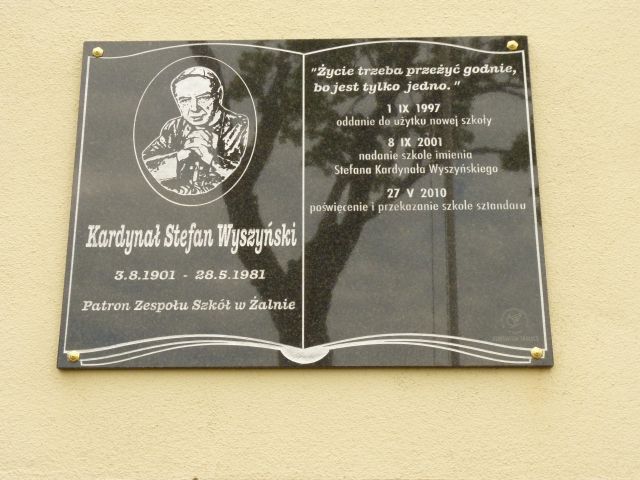 Kardynał Stefan Wyszyński
3.8.1901 - 28.5.1981
Patron Zespołu Szkół w Żalnie
"Życie trzeba przeżyć godnie,
bo jest tylko jedno."
1 IX 1997
oddanie do użytku nowej szkoły
8 IX 2001
nadanie szkole imienia
Stefana Kardynała Wyszyńskiego
27 V 2010
poświęcenie i przekazanie szkole sztandaru